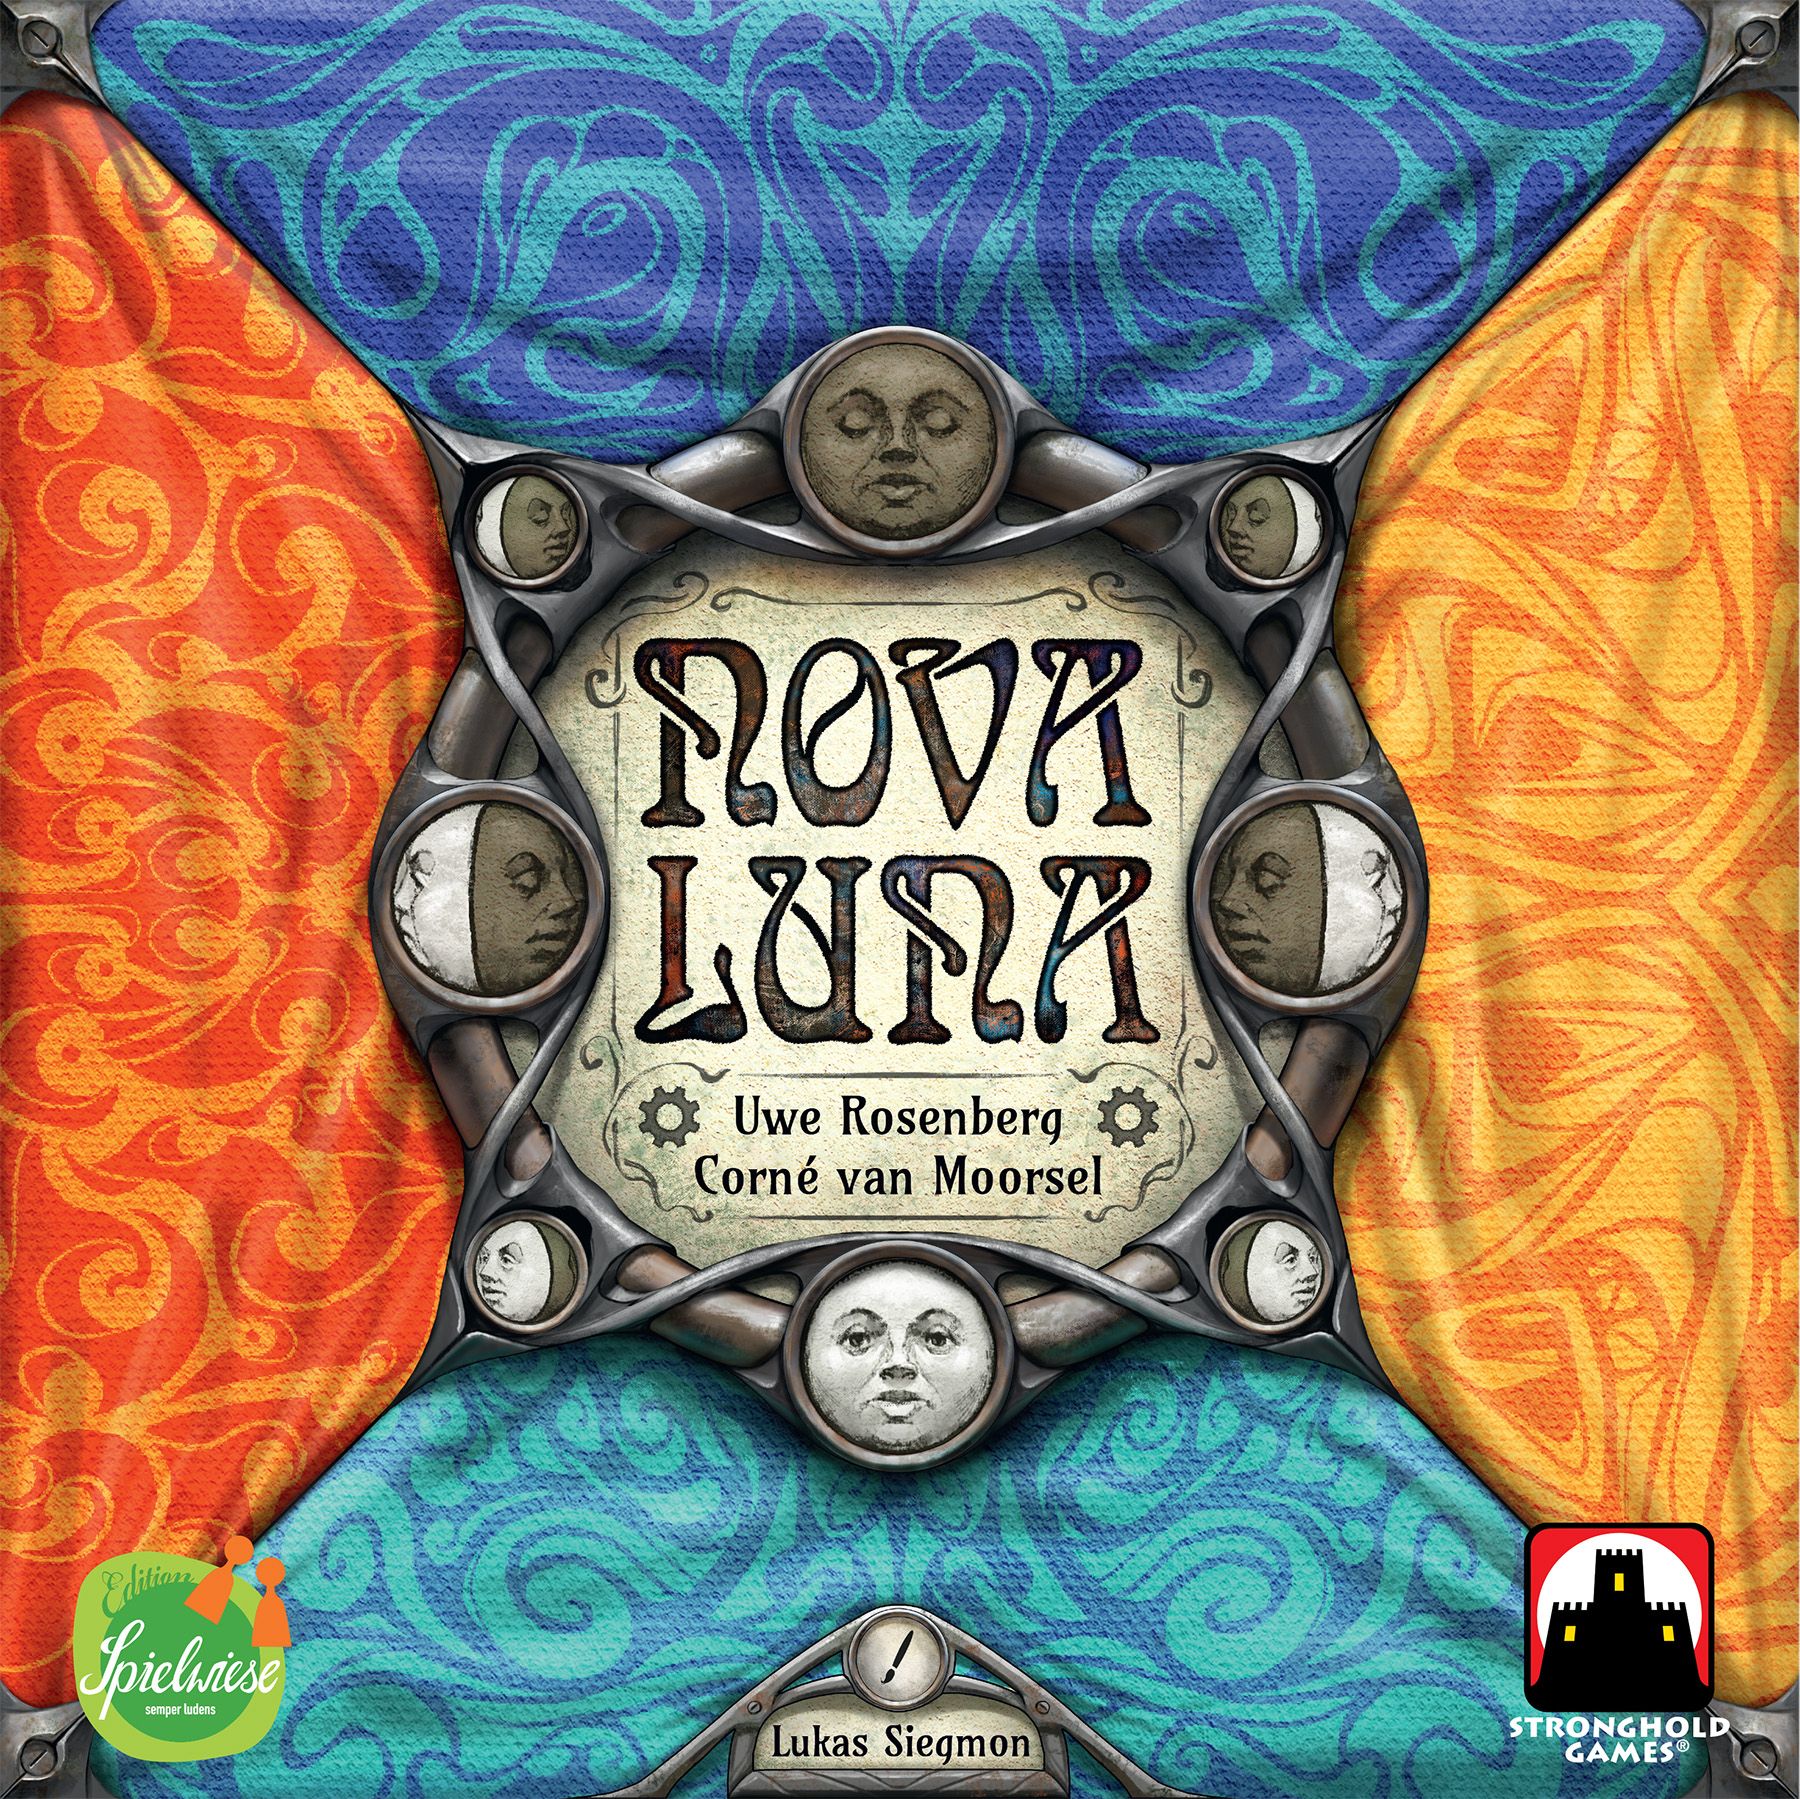 NOVA
LUNA
Uwe Rosenberg
Corné van Moorsel
Edition
Spielwiese
semper ludens
Lukas Siegmon
STRONGHOLD
GAMES®